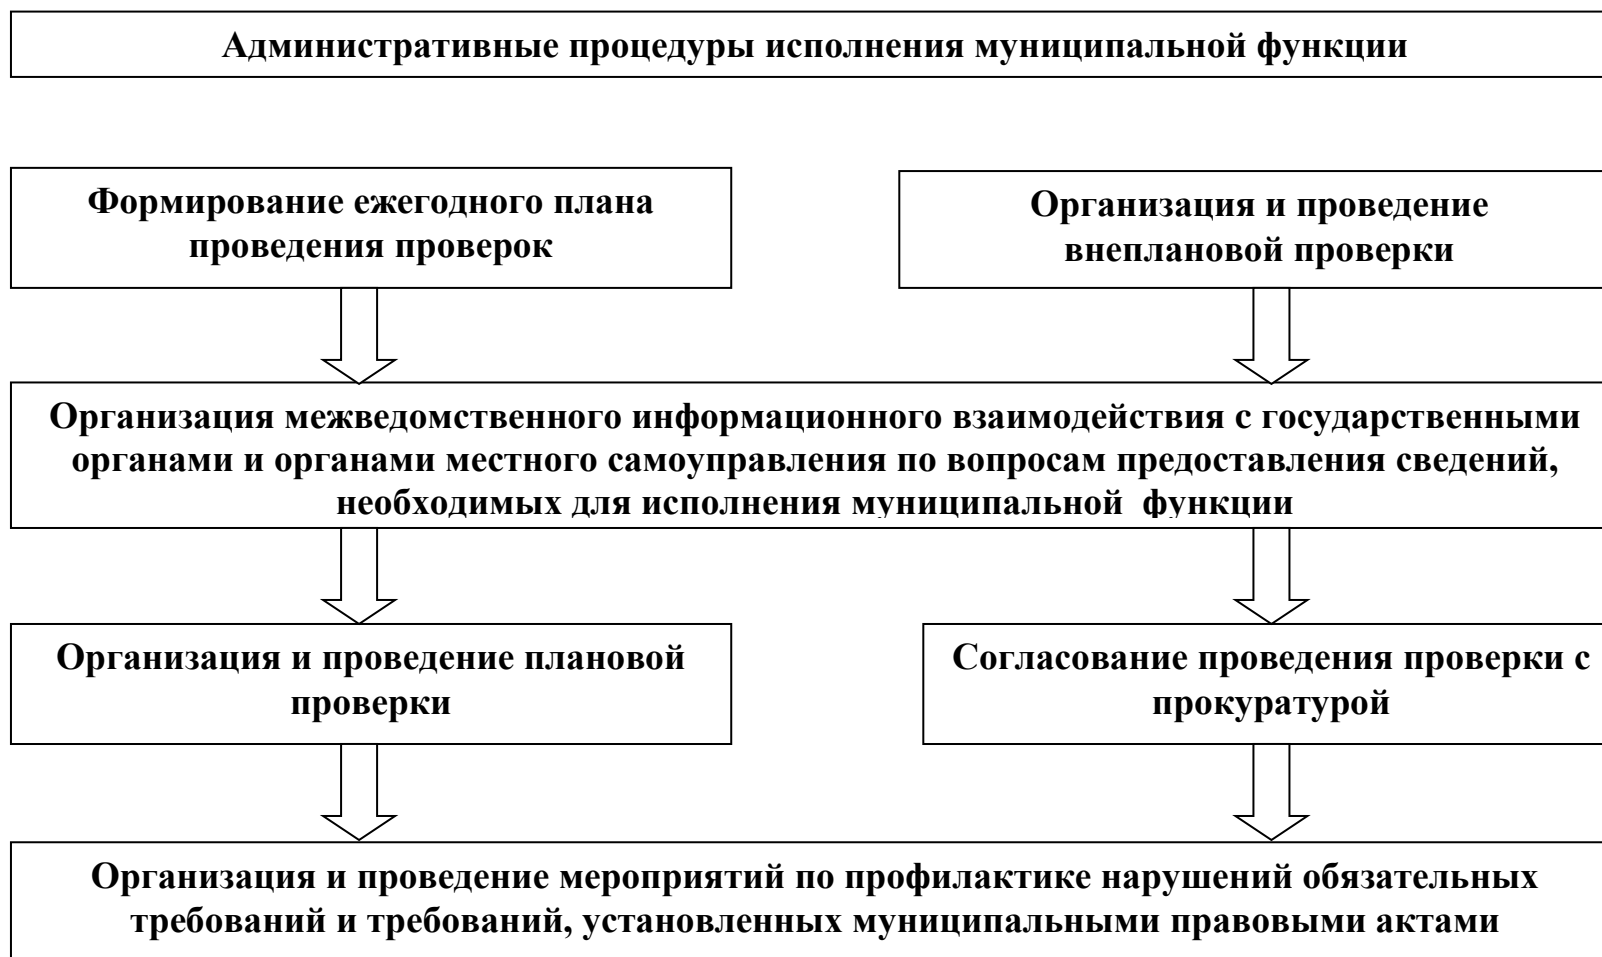 Административные процедуры исполнения муниципальной функции
Формирование ежегодного плана
проведения проверок
Организация и проведение
внеплановой проверки
Организация межведомственного информационного взаимодействия с государственными
органами и органами местного самоуправления по вопросам предоставления сведений,
необходимых для исполнения муниципальной функции
Организация и проведение плановой
проверки
Согласование проведения проверки с
прокуратурой
Организация и проведение мероприятий по профилактике нарушений обязательных
требований и требований, установленных муниципальными правовыми актами